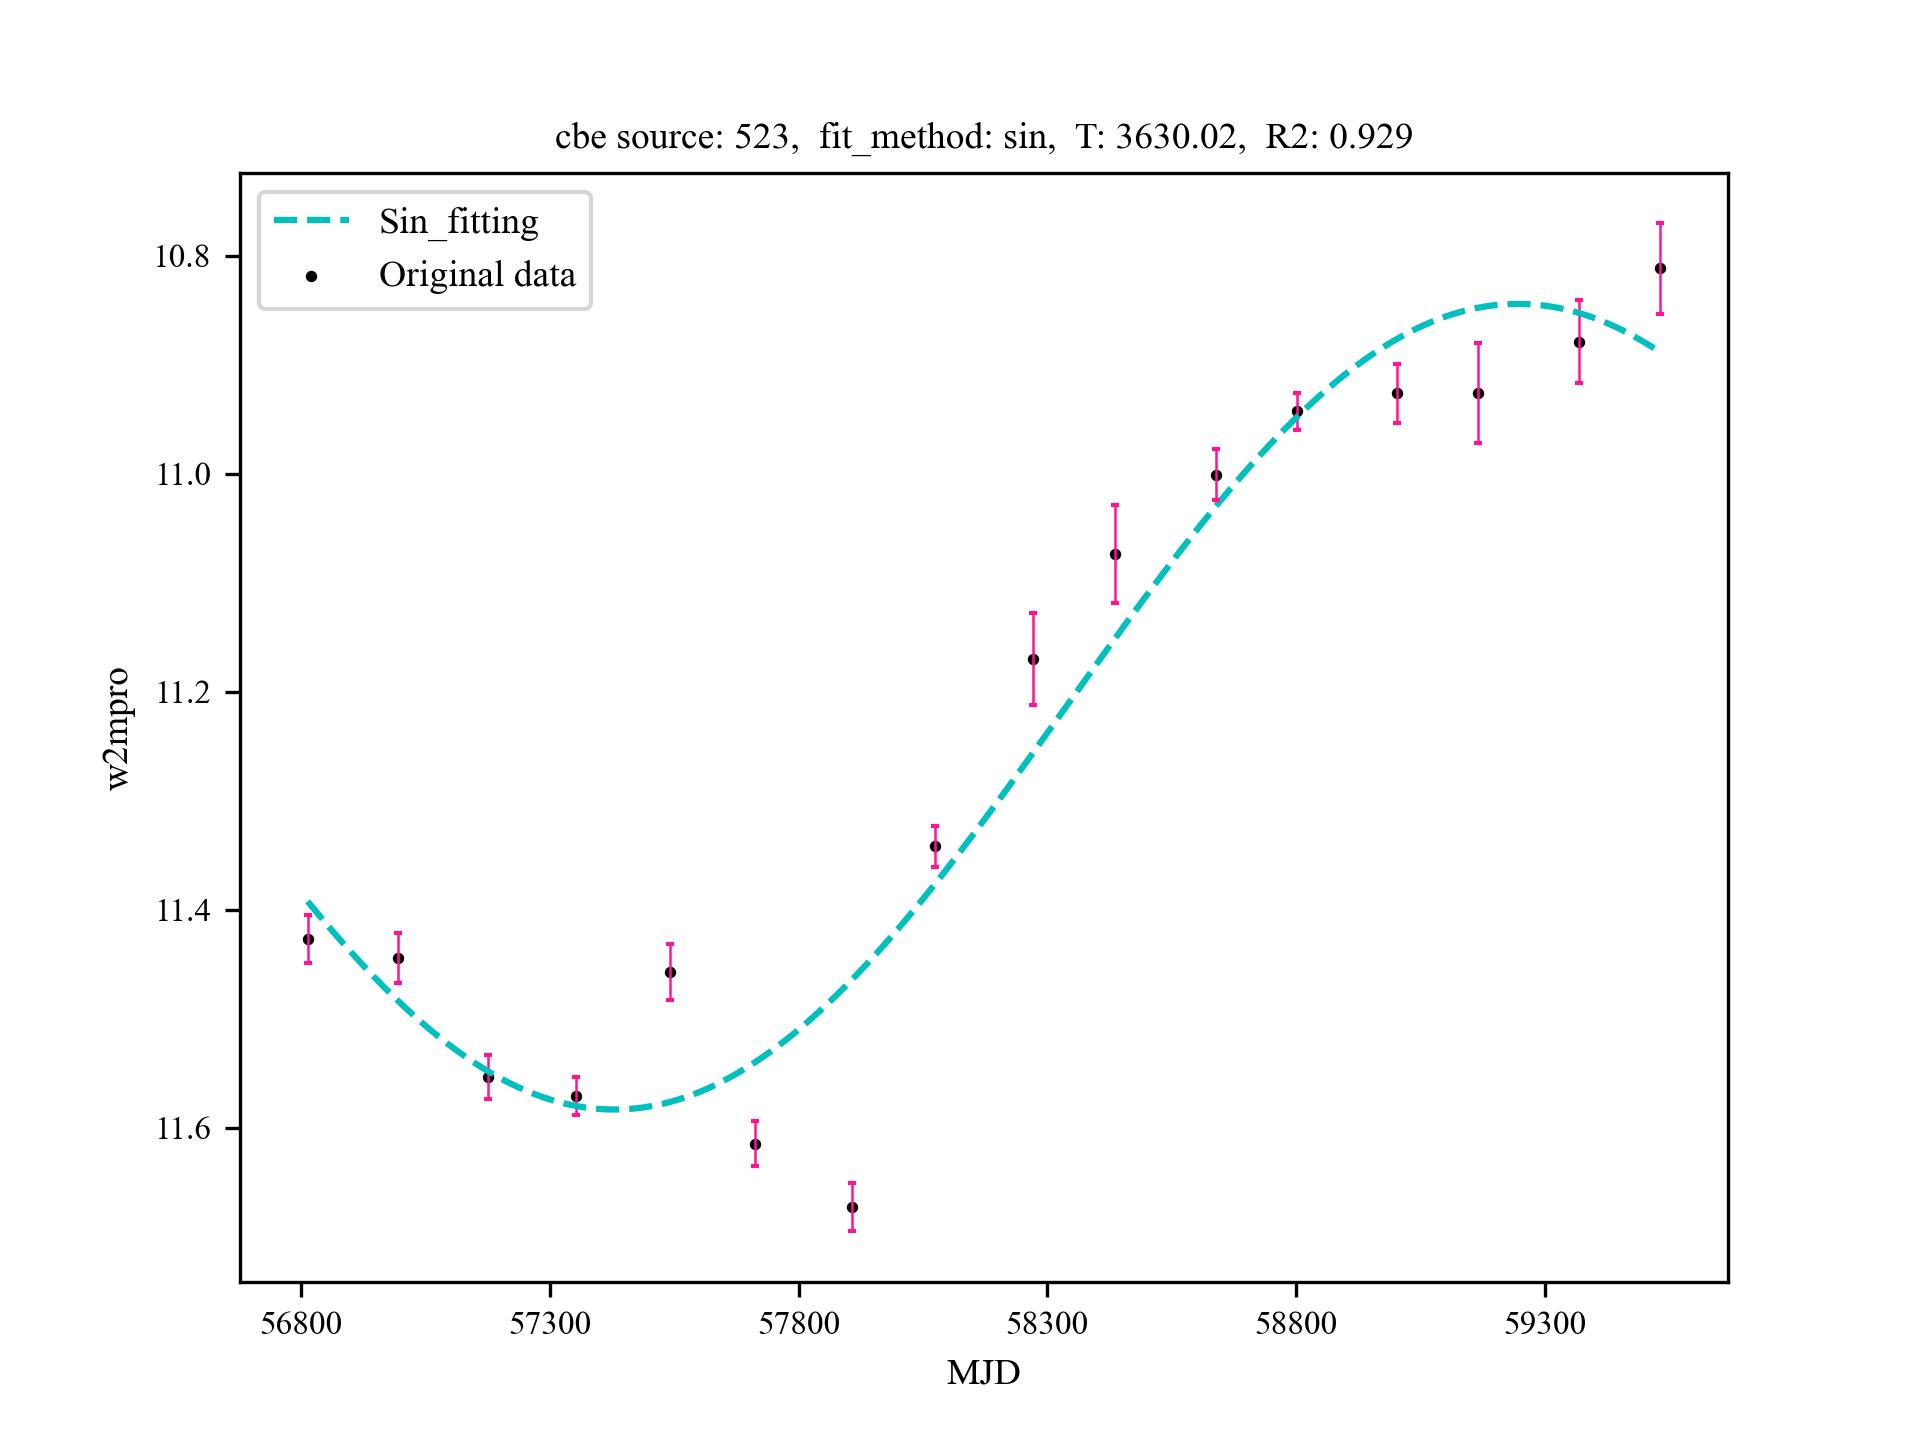 cbe source: 523,  fit_method: sin,  T: 3630.02,  R2: 0.929
Sin_fitting
Original data
10.8
11.0
11.2
11.4
11.6
w2mpro
56800 57300 57800 58300 58800 59300
MJD